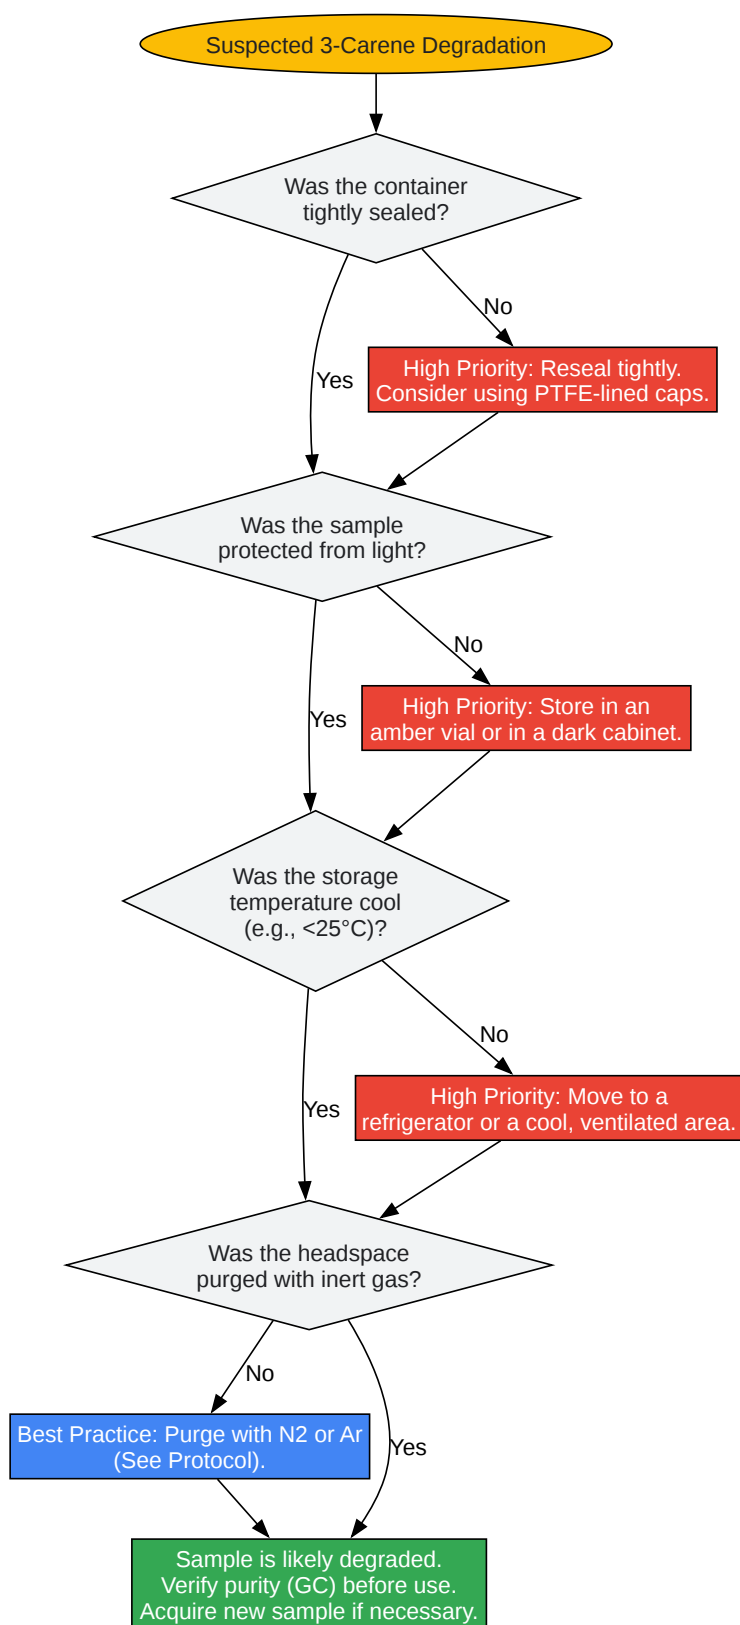 Suspected 3-Carene Degradation
Was the container
tightly sealed?
No
High Priority: Reseal tightly.
Consider using PTFE-lined caps.
Yes
Was the sample
protected from light?
No
High Priority: Store in an
amber vial or in a dark cabinet.
Yes
Was the storage
temperature cool
(e.g., <25°C)?
No
High Priority: Move to a
refrigerator or a cool, ventilated area.
Yes
Was the headspace
purged with inert gas?
No
Best Practice: Purge with N2 or Ar
(See Protocol).
Yes
Sample is likely degraded.
Verify purity (GC) before use.
Acquire new sample if necessary.